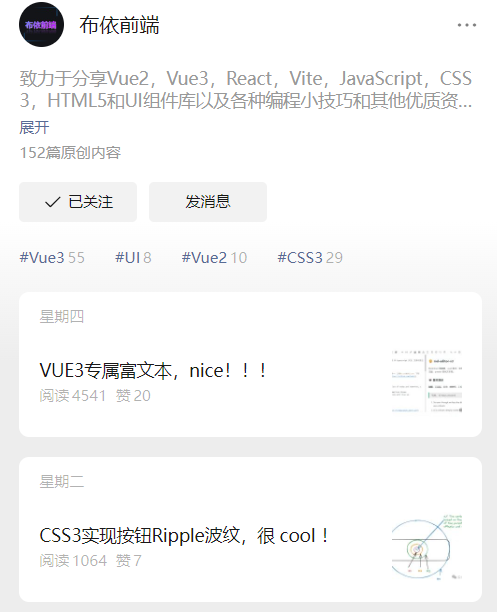 布依前端
布依前端
致力于分享Vue2，Vue3，React，Vite，JavaScript，CSS
3，HTML5和UI组件库以及各种编程小技巧和其他优质资...
展开
152篇原创内容
已关注 发消息
#Vue3 55 #UI 8 #Vue2 10 #CSS3 29
星期四
VUE3专属富文本，nice！！！
阅读 4541 赞 20
星期二
CSS3实现按钮Ripple波纹，很 cool ！
阅读 1064 赞 7